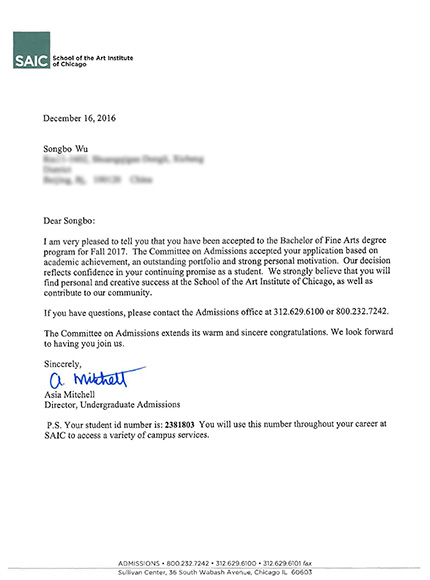 SAIC School of the Art Institute
of Chicago
December 16, 2016
Songbo Wu
Dear Songbo:
I am very pleased to tell you that you have been accepted to the Bachelor of Fine Arts degree
program for Fall 2017. The Committee on Admissions accepted your application based on
academic achievement, an outstanding portfolio and strong personal motivation. Our decision
reflects confidence in your continuing promise as a student. We strongly believe that you will
find personal and creative success at the School of the Art Institute of Chicago, as well as
contribute to our community.
If you have questions, please contact the Admissions office at 312.629.6100 or 800.232.7242.
The Committee on Admissions extends its warm and sincere congratulations. We look forward
to having you join us.
Sincerely,
a Mitchell
Asia Mitchell
Director, Undergraduate Admissions
P.S. Your student id number is: 2381803 You will use this number throughout your career at
SAIC to access a variety of campus services.
ADMISSIONS • 800.232.7242 • 312.629.6100 • 312.629.6101 fax
Sullivan Center, 36 South Wabash Avenue, Chicago IL 60603